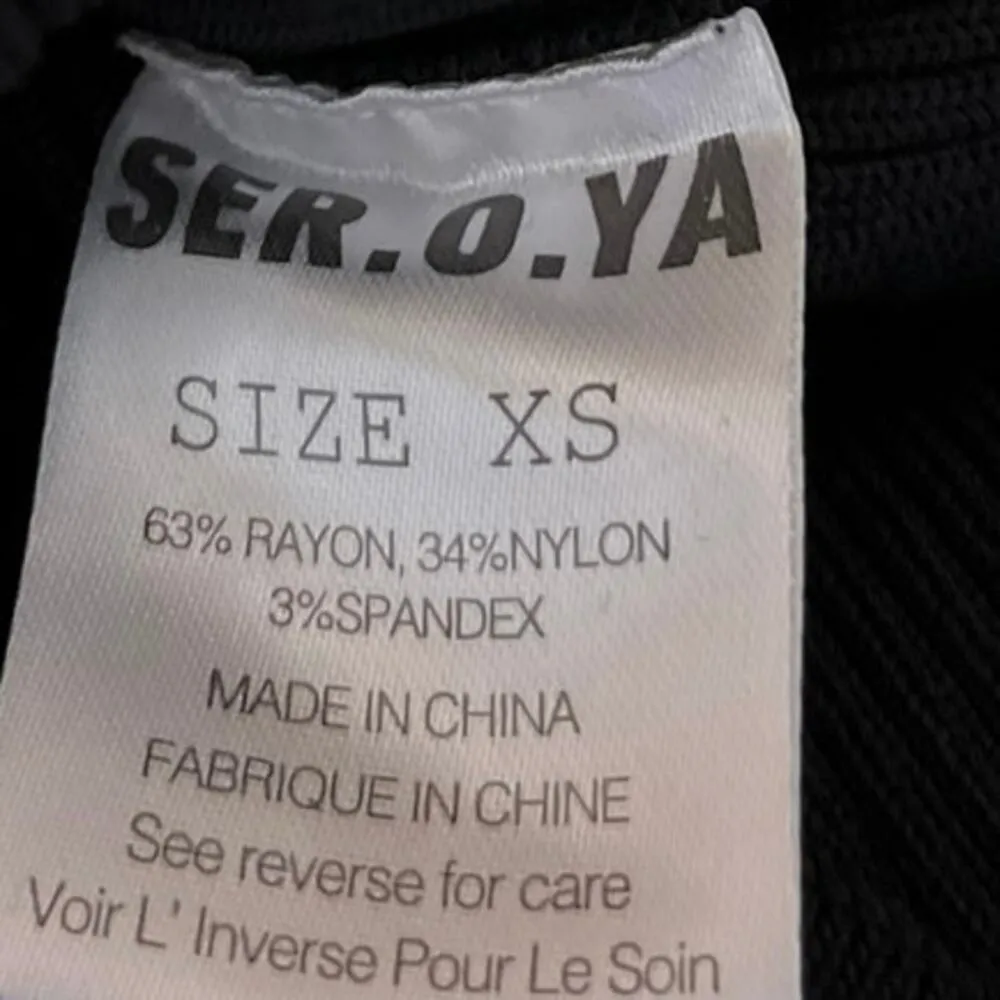 SER.O.YA
SIZE XS
63% RAYON, 34%NYLON
3%SPANDEX
MADE IN CHINA
FABRIQUE IN CHINE
See reverse for care
Voir L' Inverse Pour Le Soin